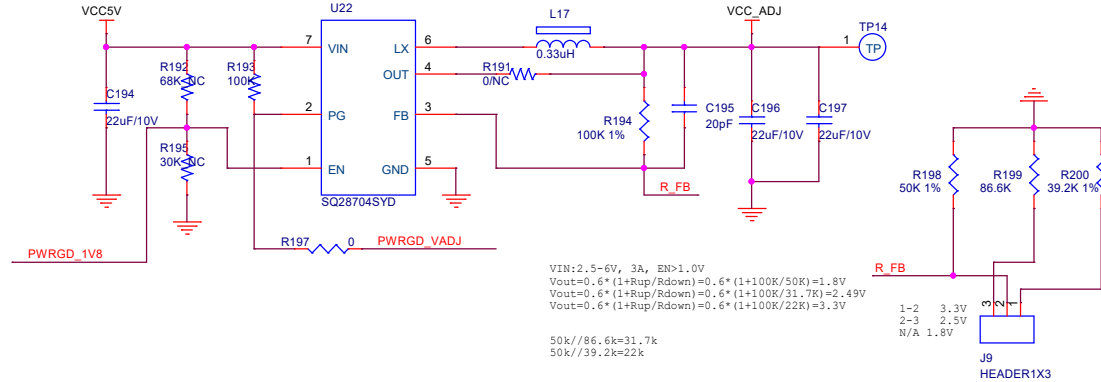 VCC5V
U22
L17
VCC_ADJ
TP14
7 VIN
LX 6
0.33uH
1 TP
R192
68K NC
R193
100K
OUT 4
R191
0/NC
C194
22uF/10V
2 PG
FB 3
R194
100K 1%
C195
20pF
C196
22uF/10V
C197
22uF/10V
R195
30K NC
1 EN
GND 5
SQ28704SYD
R_FB
R198
50K 1%
R199
86.6K
R200
39.2K 1%
PWRGD_1V8
R197 0
PWRGD_VADJ
R_FB
VIN:2.5-6V, 3A, EN>1.0V
Vout=0.6*(1+Rup/Rdown)=0.6*(1+100K/50K)=1.8V
Vout=0.6*(1+Rup/Rdown)=0.6*(1+100K/31.7K)=2.49V
Vout=0.6*(1+Rup/Rdown)=0.6*(1+100K/22K)=3.3V
50k//86.6k=31.7k
50k//39.2k=22k
1-2 3.3V
2-3 2.5V
N/A 1.8V
3 2 1
J9
HEADER1X3